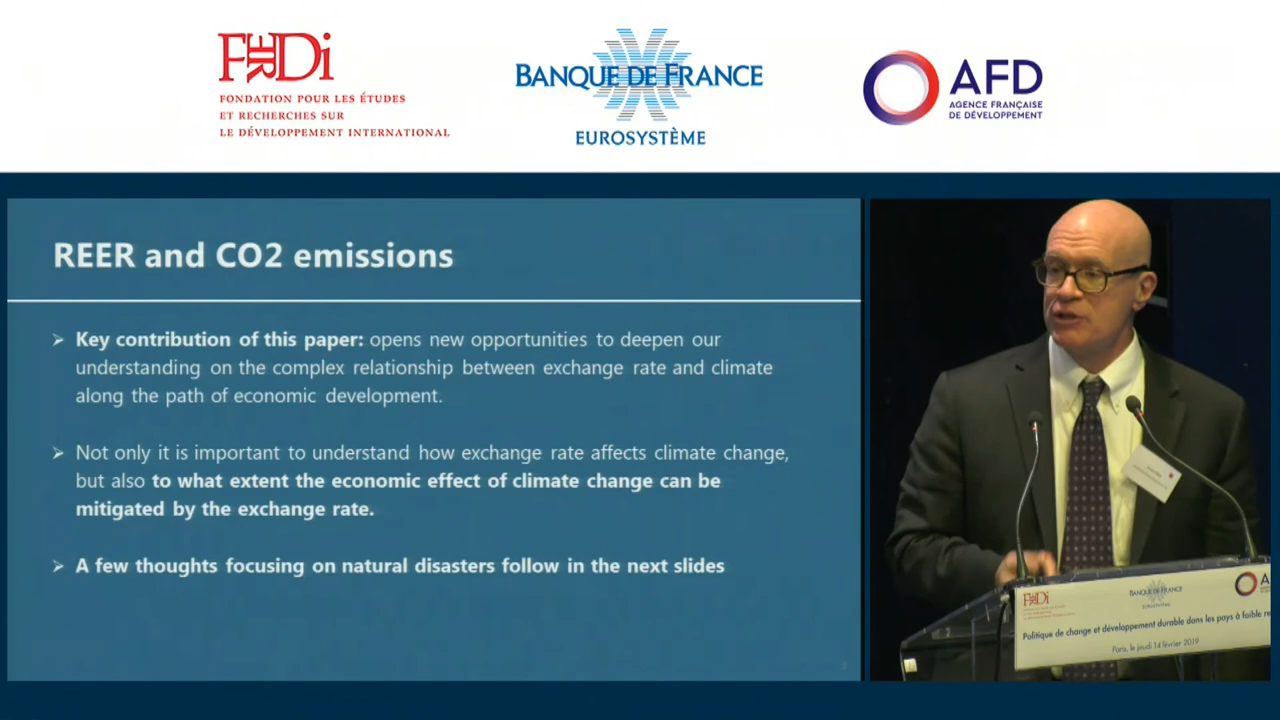 FERDi
FONDATION POUR LES ÉTUDES
ET RECHERCHES SUR
LE DÉVELOPPEMENT INTERNATIONAL
BANQUE DE FRANCE
EUROSYSTÈME
AFD
AGENCE FRANÇAISE
DE DÉVELOPPEMENT
REER and CO2 emissions
Key contribution of this paper: opens new opportunities to deepen our
understanding on the complex relationship between exchange rate and climate
along the path of economic development.
Not only it is important to understand how exchange rate affects climate change,
but also to what extent the economic effect of climate change can be
mitigated by the exchange rate.
A few thoughts focusing on natural disasters follow in the next slides
FERDi
BANQUE DE FRANCE
EUROSYSTÈME
A
Politique de change et développement durable dans les pays à faible re
Paris, le jeudi 14 février 2019